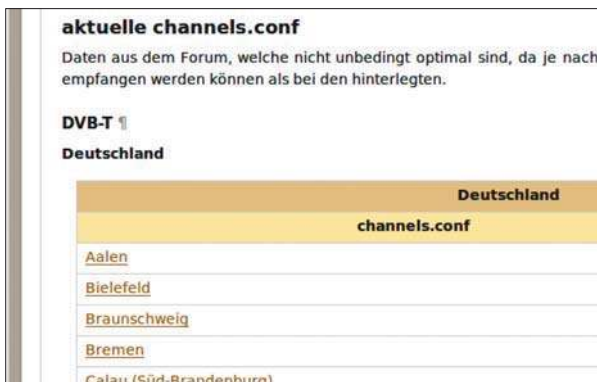 aktuelle channels.conf
Daten aus dem Forum, welche nicht unbedingt optimal sind, da je nach
empfangen werden können als bei den hinterlegten.
DVB-T ¶
Deutschland
Deutschland
channels.conf
Aalen
Bielefeld
Braunschweig
Bremen
Calau (Süd-Brandenburg)